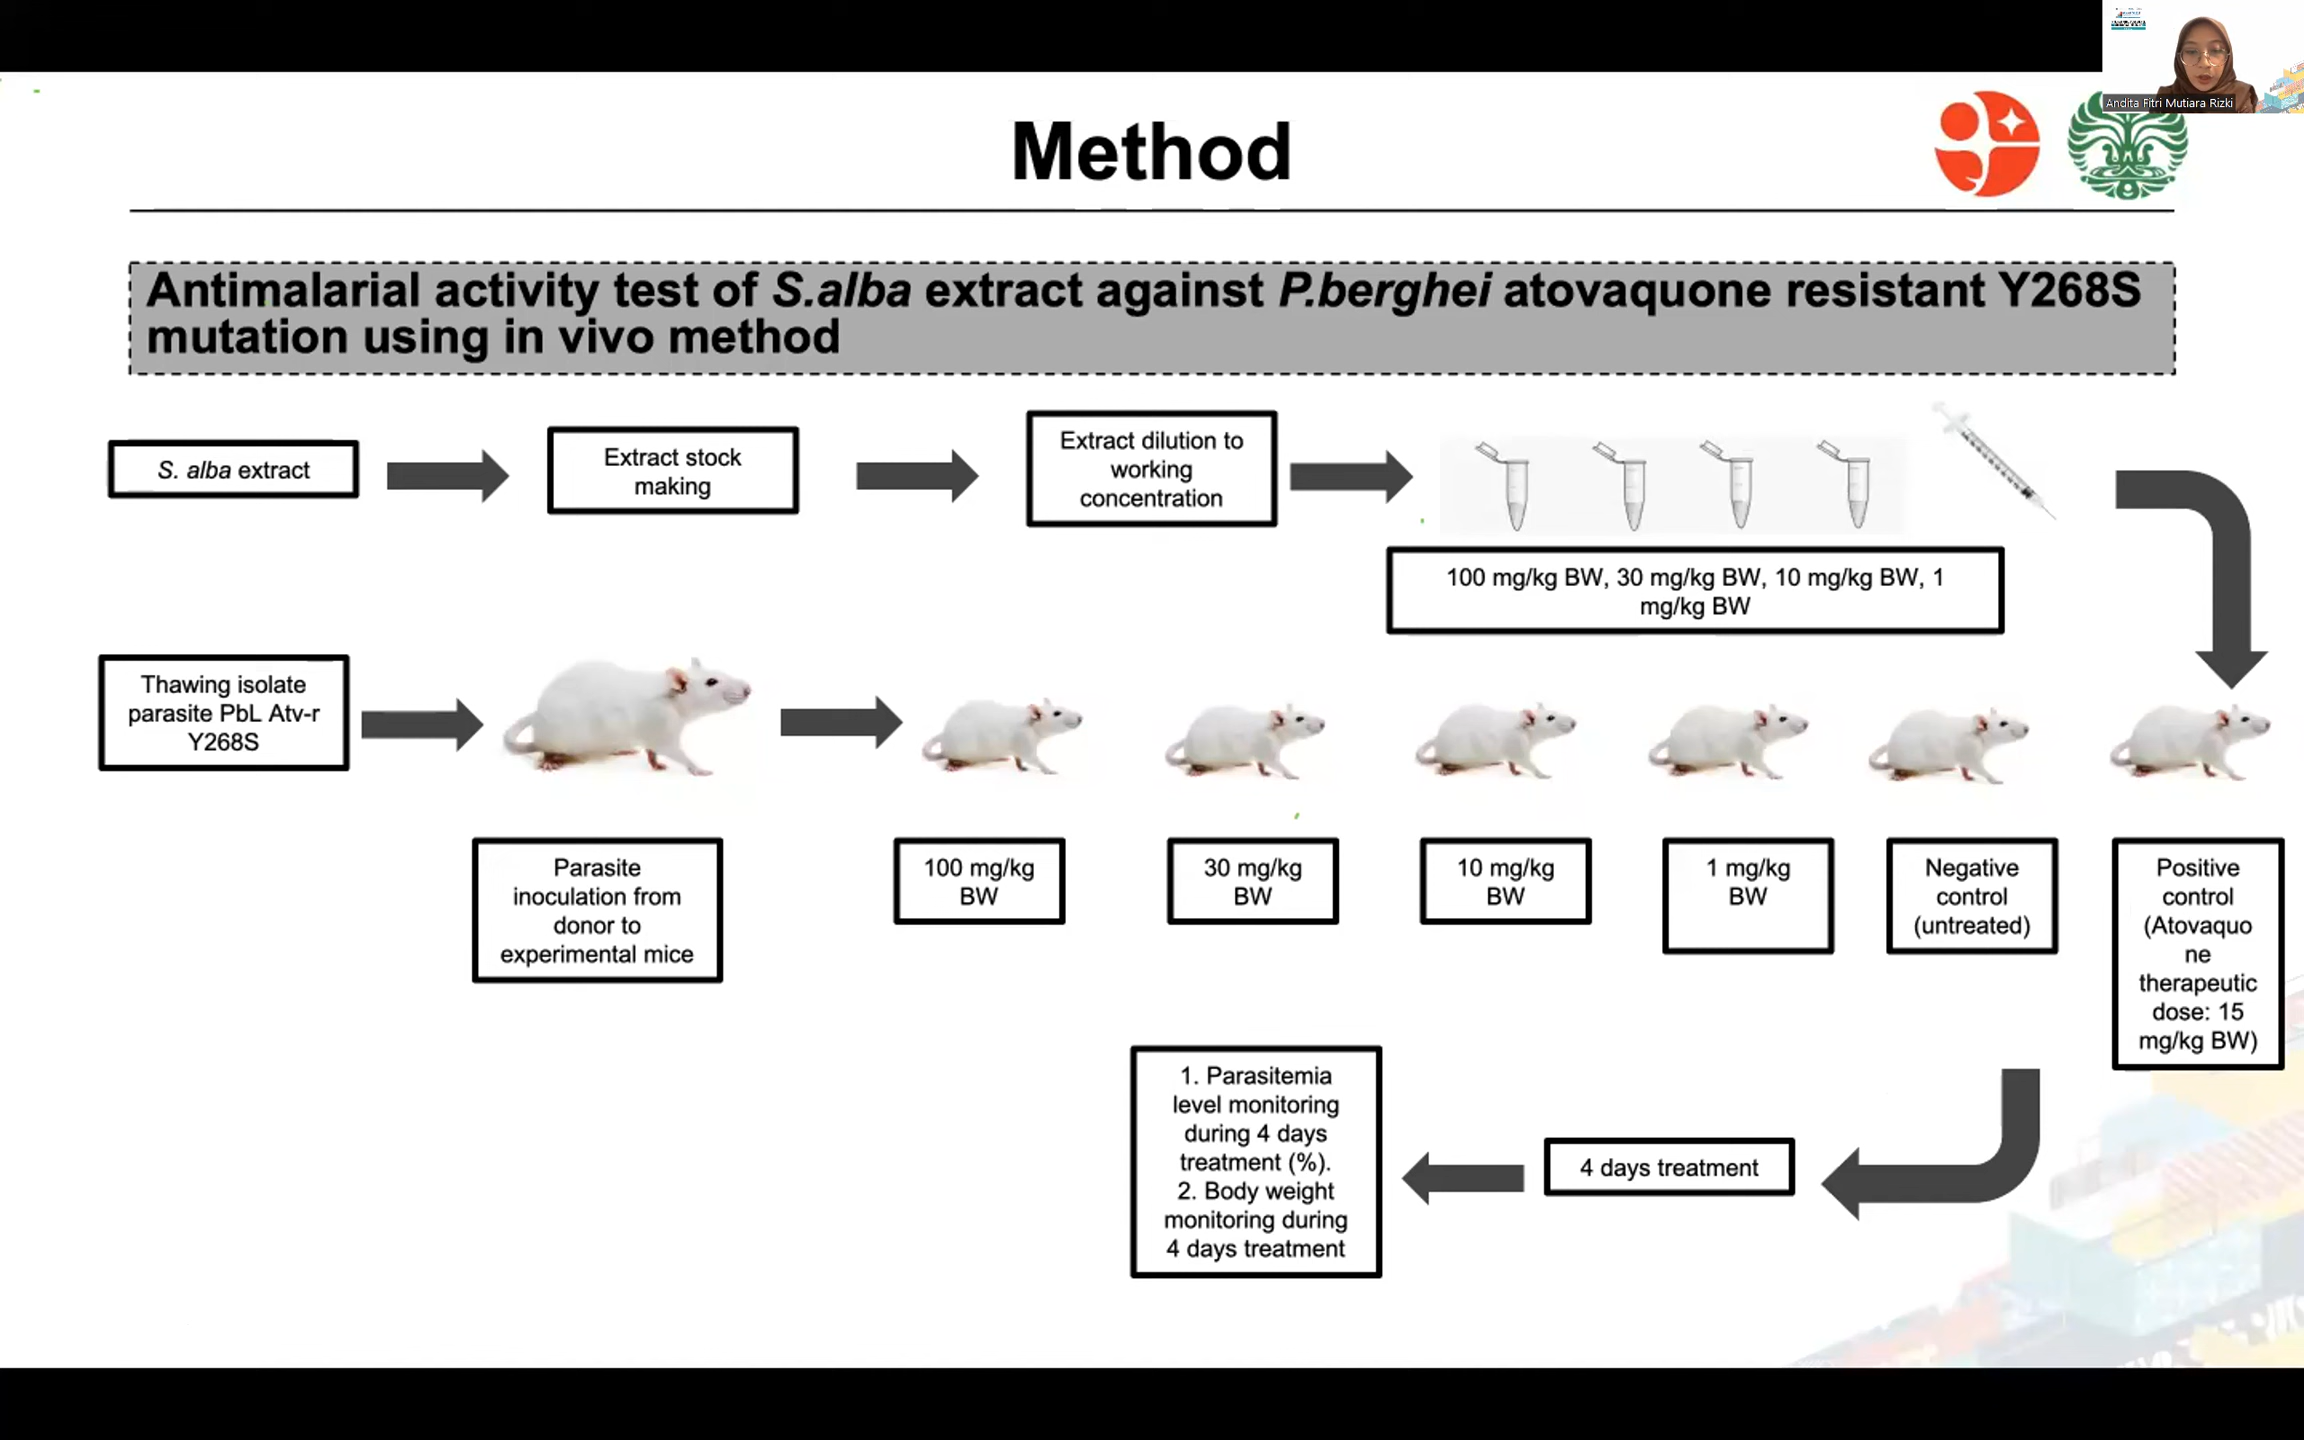 Andita Fitri Mutiara Rizki
Method
Antimalarial activity test of S.alba extract against P.berghei atovaquone resistant Y268S
mutation using in vivo method
S. alba extract
Extract stock
making
Extract dilution to
working
concentration
100 mg/kg BW, 30 mg/kg BW, 10 mg/kg BW, 1
mg/kg BW
Thawing isolate
parasite PbL Atv-r
Y268S
Parasite
inoculation from
donor to
experimental mice
100 mg/kg
BW
30 mg/kg
BW
10 mg/kg
BW
1 mg/kg
BW
Negative
control
(untreated)
Positive
control
(Atovaquo
ne
therapeutic
dose: 15
mg/kg BW)
4 days treatment
1. Parasitemia
level monitoring
during 4 days
treatment (%).
2. Body weight
monitoring during
4 days treatment